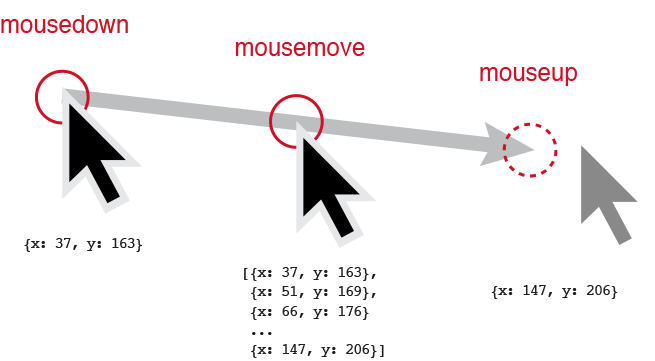 mousedown
mousemove
mouseup
{x: 37, y: 163}
[{x: 37, y: 163},
{x: 51, y: 169},
{x: 66, y: 176}
...
{x: 147, y: 206}]
{x: 147, y: 206}